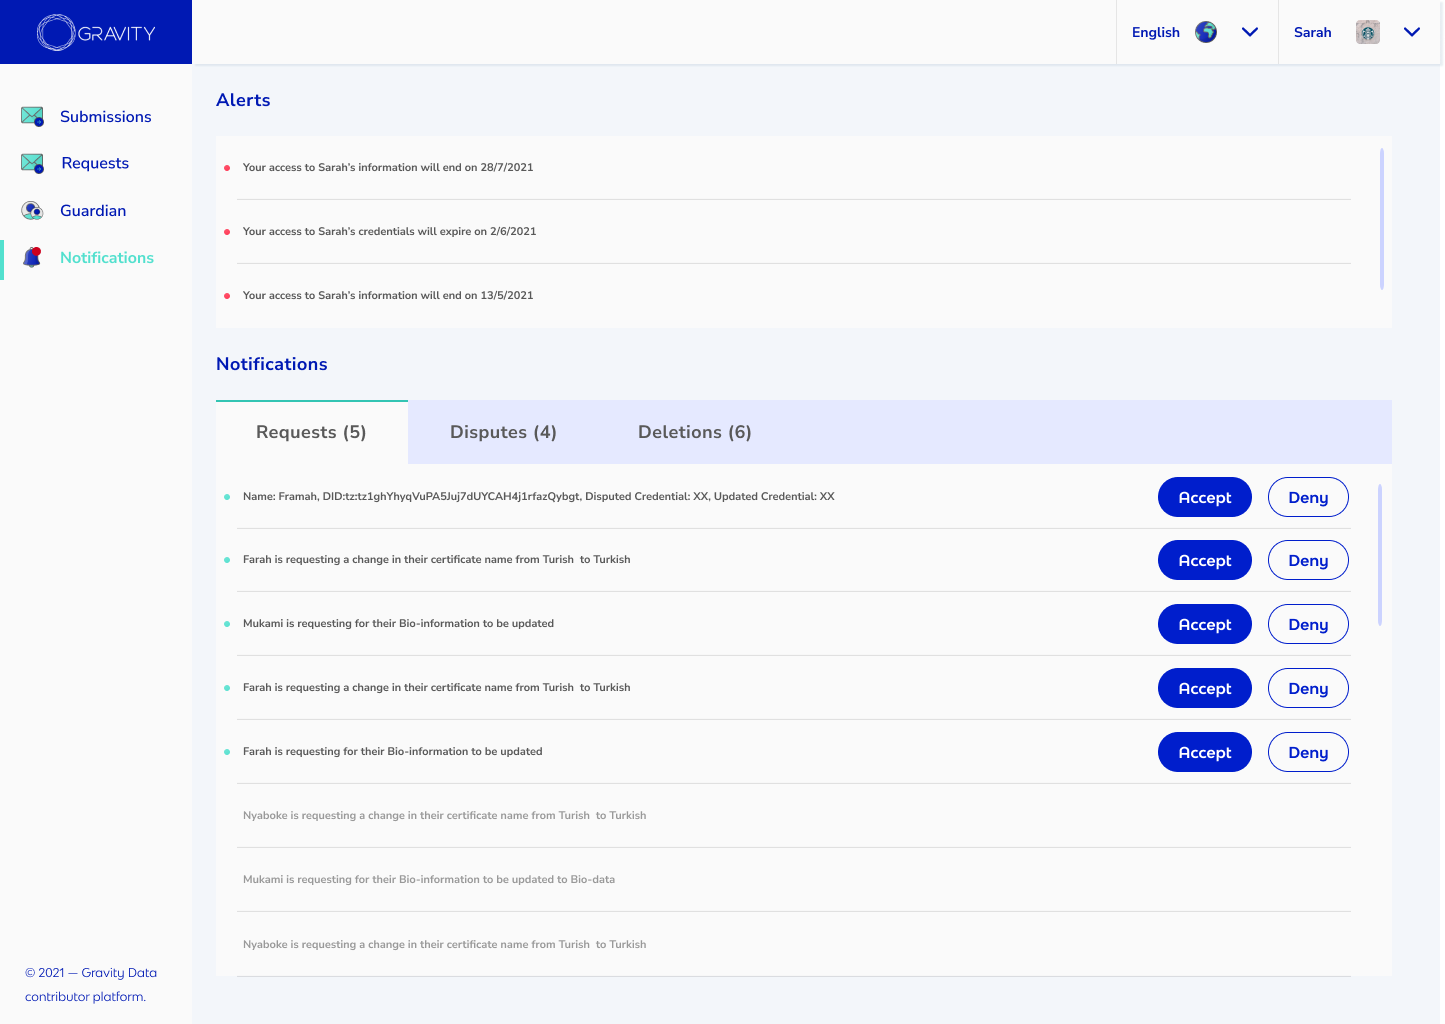 GRAVITY
English
Sarah
Submissions
Requests
Guardian
Notifications
Alerts
Your access to Sarah's information will end on 28/7/2021
Your access to Sarah's credentials will expire on 2/6/2021
Your access to Sarah's information will end on 13/5/2021
Notifications
Requests (5) Disputes (4) Deletions (6)
Name: Framah, DID:tz:tz1ghYhyqVuPA5Juj7dUYCAH4j1rfazQybgt, Disputed Credential: XX, Updated Credential: XX Accept Deny
Farah is requesting a change in their certificate name from Turish  to Turkish Accept Deny
Mukami is requesting for their Bio-information to be updated Accept Deny
Farah is requesting a change in their certificate name from Turish  to Turkish Accept Deny
Farah is requesting for their Bio-information to be updated Accept Deny
Nyaboke is requesting a change in their certificate name from Turish  to Turkish
Mukami is requesting for their Bio-information to be updated to Bio-data
Nyaboke is requesting a change in their certificate name from Turish  to Turkish
© 2021 — Gravity Data
contributor platform.